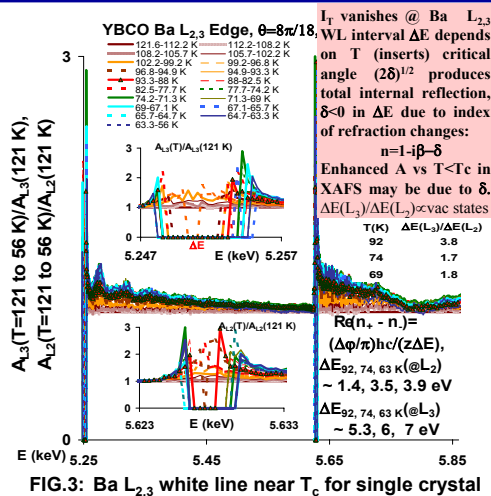 YBCO Ba L2,3 Edge, θ=8π/18,
121.6-112.2 K
112.2-108.2 K
108.2-105.7 K
105.7-102.2 K
102.2-99.2 K
99.2-96.8 K
96.8-94.9 K
94.9-93.3 K
93.3-88 K
88-82.5 K
82.5-77.7 K
77.7-74.2 K
74.2-71.3 K
71.3-69 K
69-67.1 K
67.1-65.7 K
65.7-64.7 K
64.7-63.3 K
63.3-56 K
IT vanishes @ Ba L2,3
WL interval ΔE depends
on T (inserts) critical
angle (2δ)1/2 produces
total internal reflection,
δ<0 in ΔE due to index
of refraction changes:
n=1-iβ–δ
Enhanced A vs T<Tc in
XAFS may be due to δ.
ΔE(L3)/ΔE(L2)∝vac states
T(K) ΔE(L3)/ΔE(L2)
92 3.8
74 1.7
69 1.8
Re(n+ - n-)=
(Δφ/π)hc/(zΔE),
ΔE92, 74, 63 K(@L2)
~ 1.4, 3.5, 3.9 eV
ΔE92, 74, 63 K(@L3)
~ 5.3, 6, 7 eV
AL3(T=121 to 56 K)/AL3(121 K),
AL2(T=121 to 56 K)/AL2(121 K)
3
0
AL3(T)/AL3(121 K)
3
2
1
0
ΔE
5.247 5.257
E (keV)
AL2(T)/AL2(121 K)
3
2
1
0
5.623 5.633
E (keV)
E (keV)
5.25 5.45 5.65 5.85
FIG.3: Ba L2,3 white line near Tc for single crystal